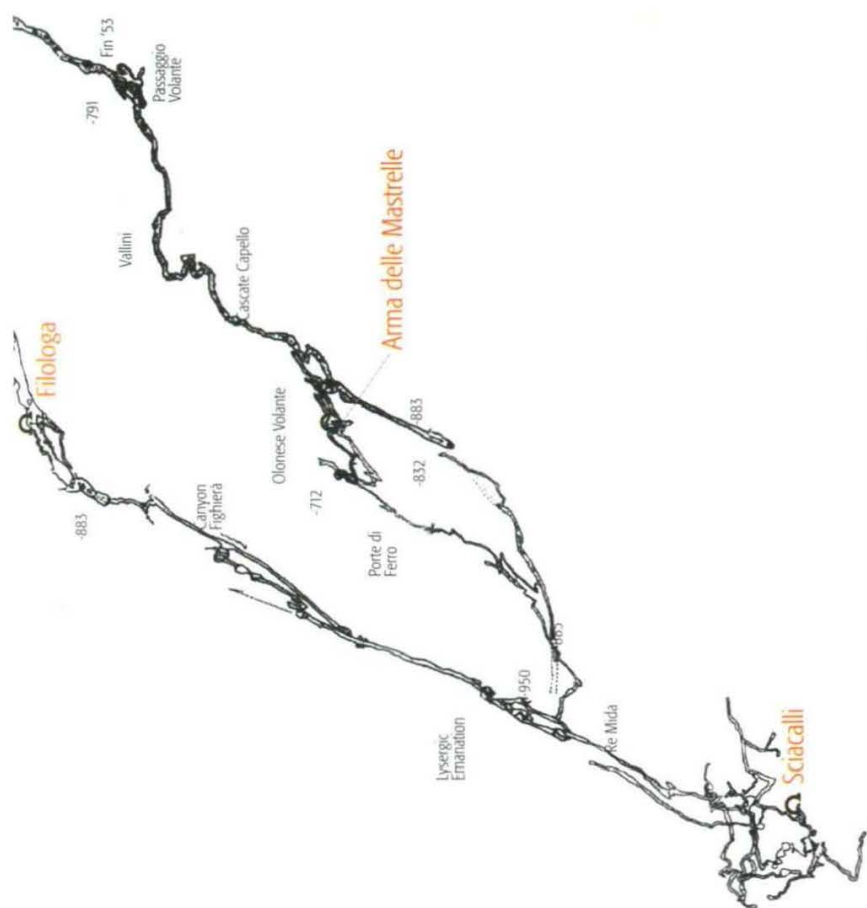 Fin '53
-791
Passaggio
Volante
Vallini
Cascate Capello
Filologa
Arma delle Mastrelle
Olonese Volante
-883
-883
-832
-712
Canyon
Fighierà
Porte di
Ferro
-950
Lysergic
Emanation
Re Mida
Sciacalli